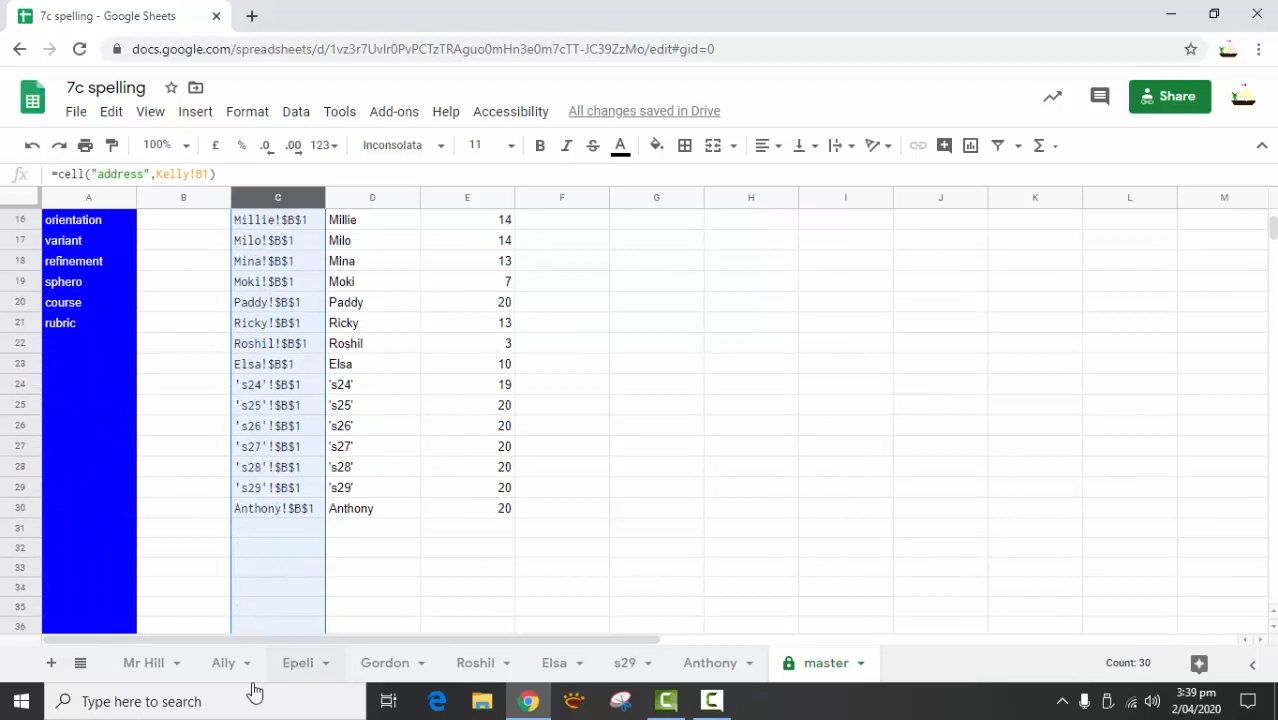 7c spelling - Google Sheets
docs.google.com/spreadsheets/d/1vz3r7UvIr0PvPCTzTRAguo0mHn3e0m7cTT-JC39ZzMo/edit#gid=0
7c spelling
File Edit View Insert Format Data Tools Add-ons Help Accessibility All changes saved in Drive
Share
100% £ % .0 .00 123 Inconsolata 11 B I S A Σ
fx =cell("address",Kelly!B1)
A B C D E F G H I J K L M
16 orientation Millie!$B$1 Millie 14
17 variant Milo!$B$1 Milo 14
18 refinement Mina!$B$1 Mina 13
19 sphero Moki!$B$1 Moki 7
20 course Paddy!$B$1 Paddy 20
21 rubric Ricky!$B$1 Ricky 13
22 Roshil!$B$1 Roshil 3
23 Elsa!$B$1 Elsa 10
24 's24'!$B$1 's24' 19
25 's25'!$B$1 's25' 20
26 's26'!$B$1 's26' 20
27 's27'!$B$1 's27' 20
28 's28'!$B$1 's28' 20
29 's29'!$B$1 's29' 20
30 Anthony!$B$1 Anthony 20
31
32
33
34
35
36
Mr Hill Aily Epeli Gordon Roshil Elsa s29 Anthony master Count: 30
Type here to search
3:39 pm
2/04/2020